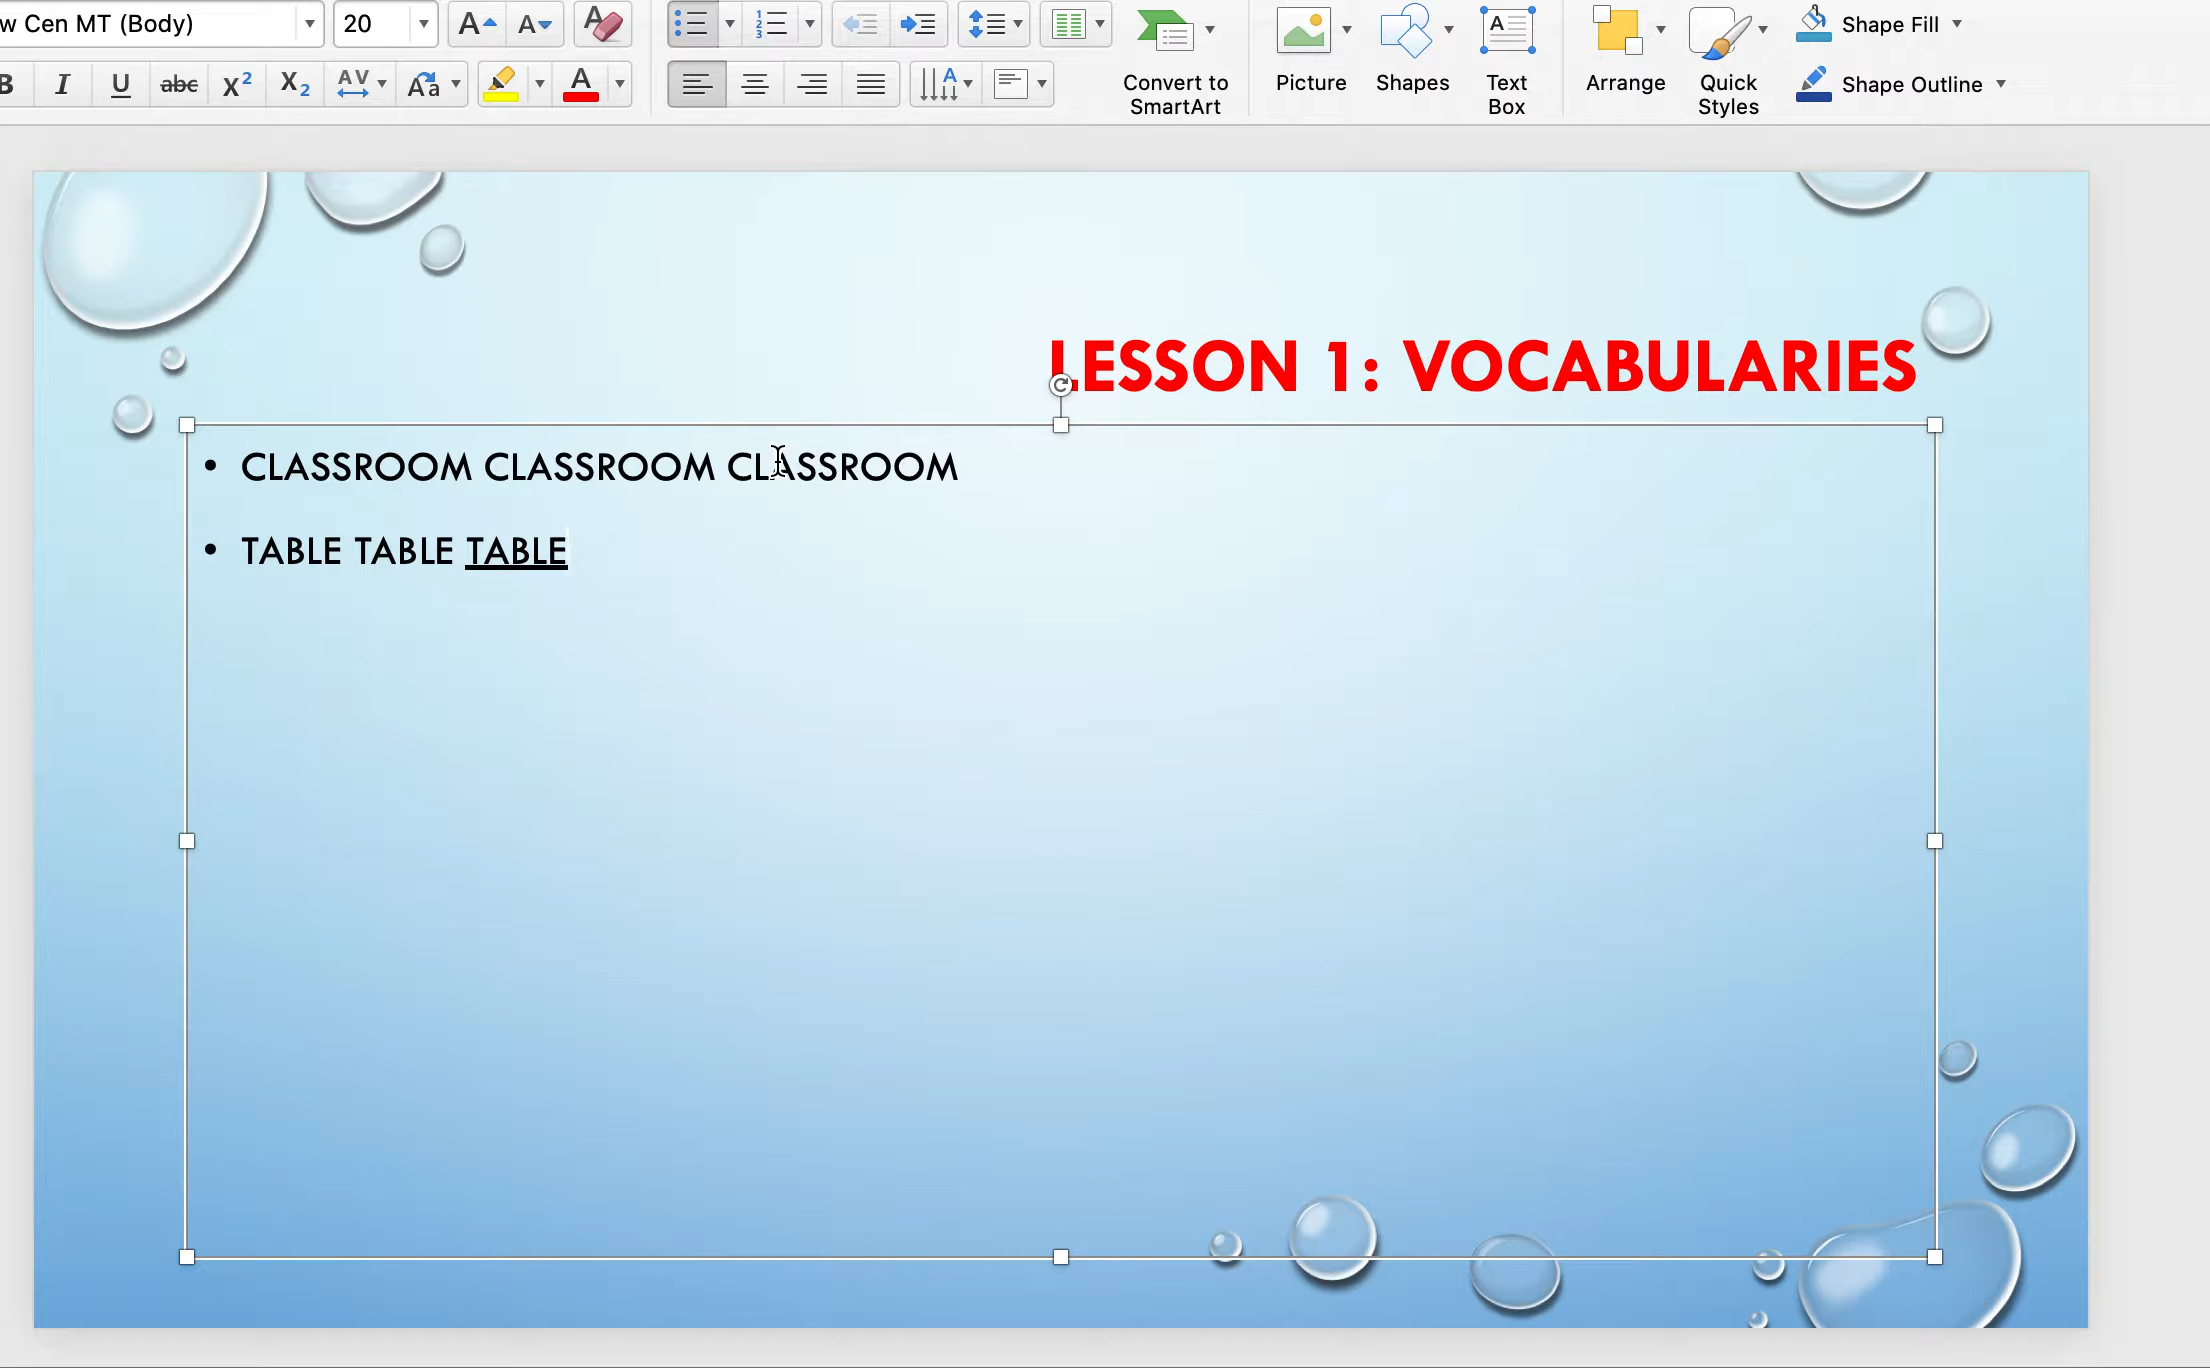 w Cen MT (Body)
20
Convert to
SmartArt
Picture
Shapes
Text
Box
Arrange
Quick
Styles
Shape Fill
Shape Outline
LESSON 1: VOCABULARIES
• CLASSROOM CLASSROOM CLASSROOM
• TABLE TABLE TABLE